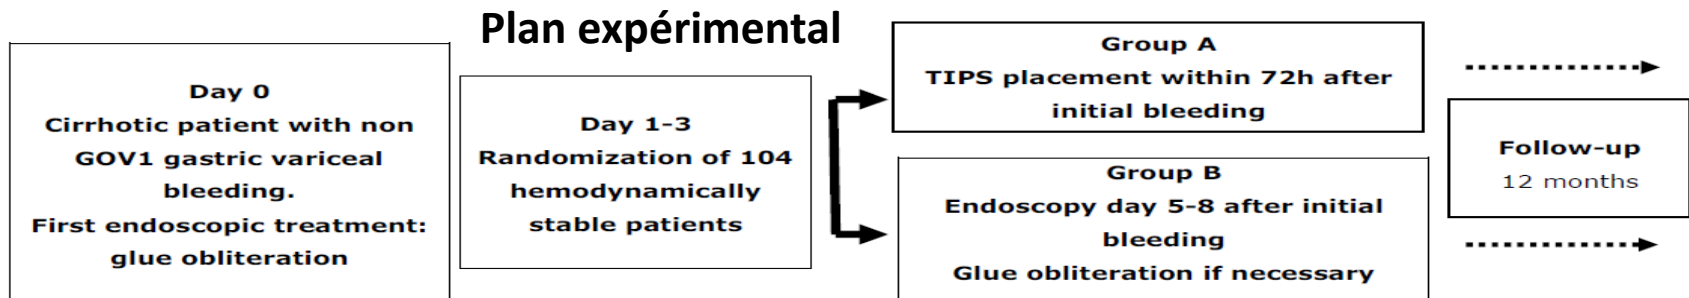 Plan expérimental
Day 0
Cirrhotic patient with non
GOV1 gastric variceal
bleeding.
First endoscopic treatment:
glue obliteration
Day 1-3
Randomization of 104
hemodynamically
stable patients
Group A
TIPS placement within 72h after
initial bleeding
Group B
Endoscopy day 5-8 after initial
bleeding
Glue obliteration if necessary
Follow-up
12 months